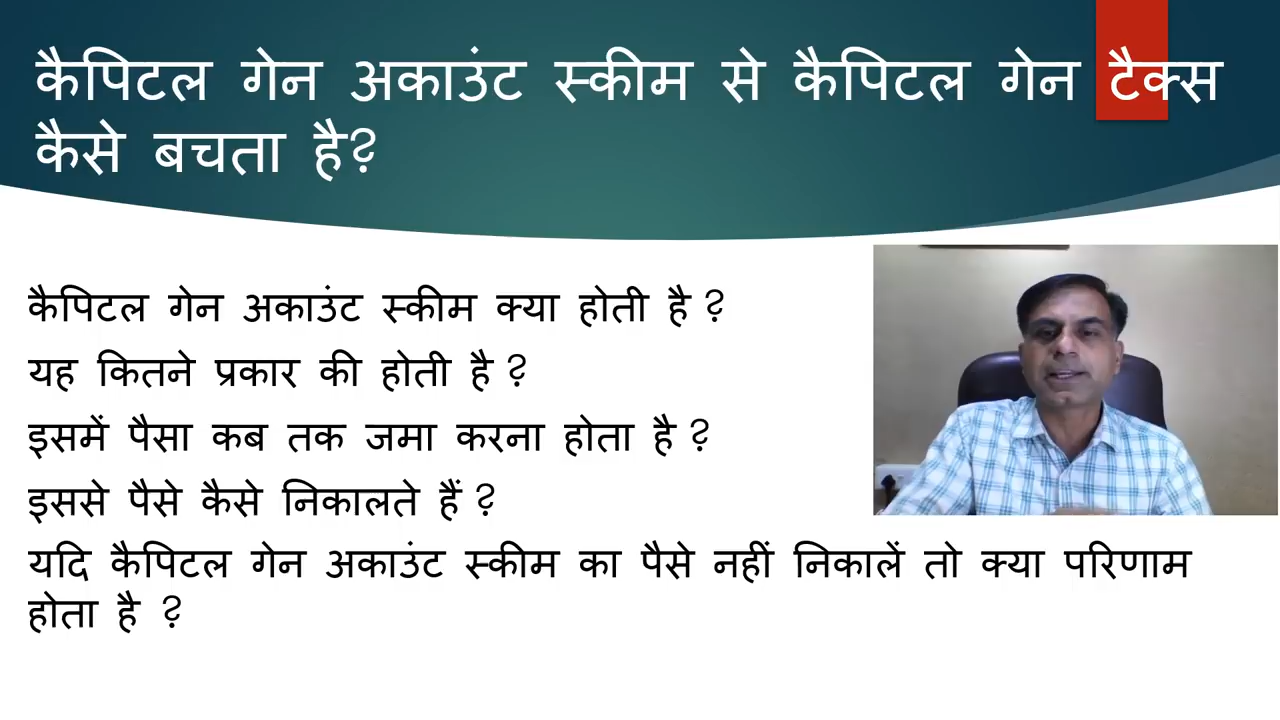 कैपिटल गेन अकाउंट स्कीम से कैपिटल गेन टैक्स
कैसे बचता है?
कैपिटल गेन अकाउंट स्कीम क्या होती है ?
यह कितने प्रकार की होती है ?
इसमें पैसा कब तक जमा करना होता है ?
इससे पैसे कैसे निकालते हैं ?
यदि कैपिटल गेन अकाउंट स्कीम का पैसे नहीं निकालें तो क्या परिणाम
होता है ?